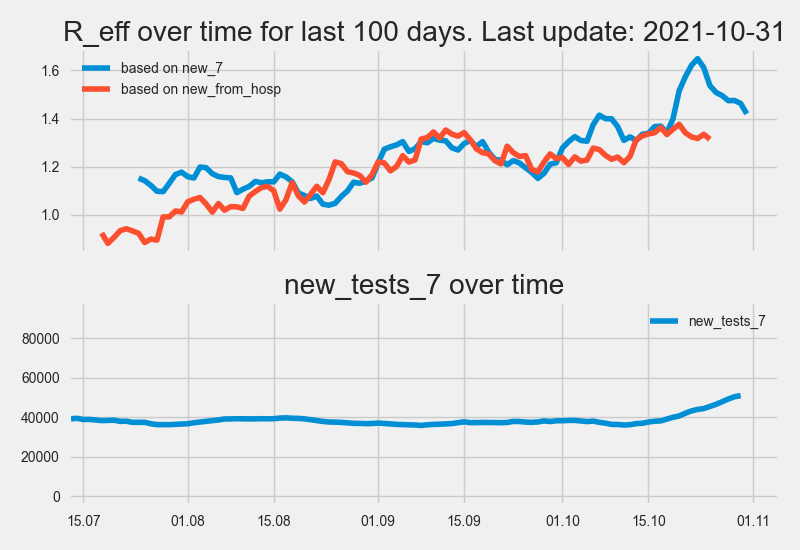 R_eff over time for last 100 days. Last update: 2021-10-31
1.6
1.4
1.2
1.0
based on new_7
based on new_from_hosp
new_tests_7 over time
80000
60000
40000
20000
0
new_tests_7
15.07 01.08 15.08 01.09 15.09 01.10 15.10 01.11